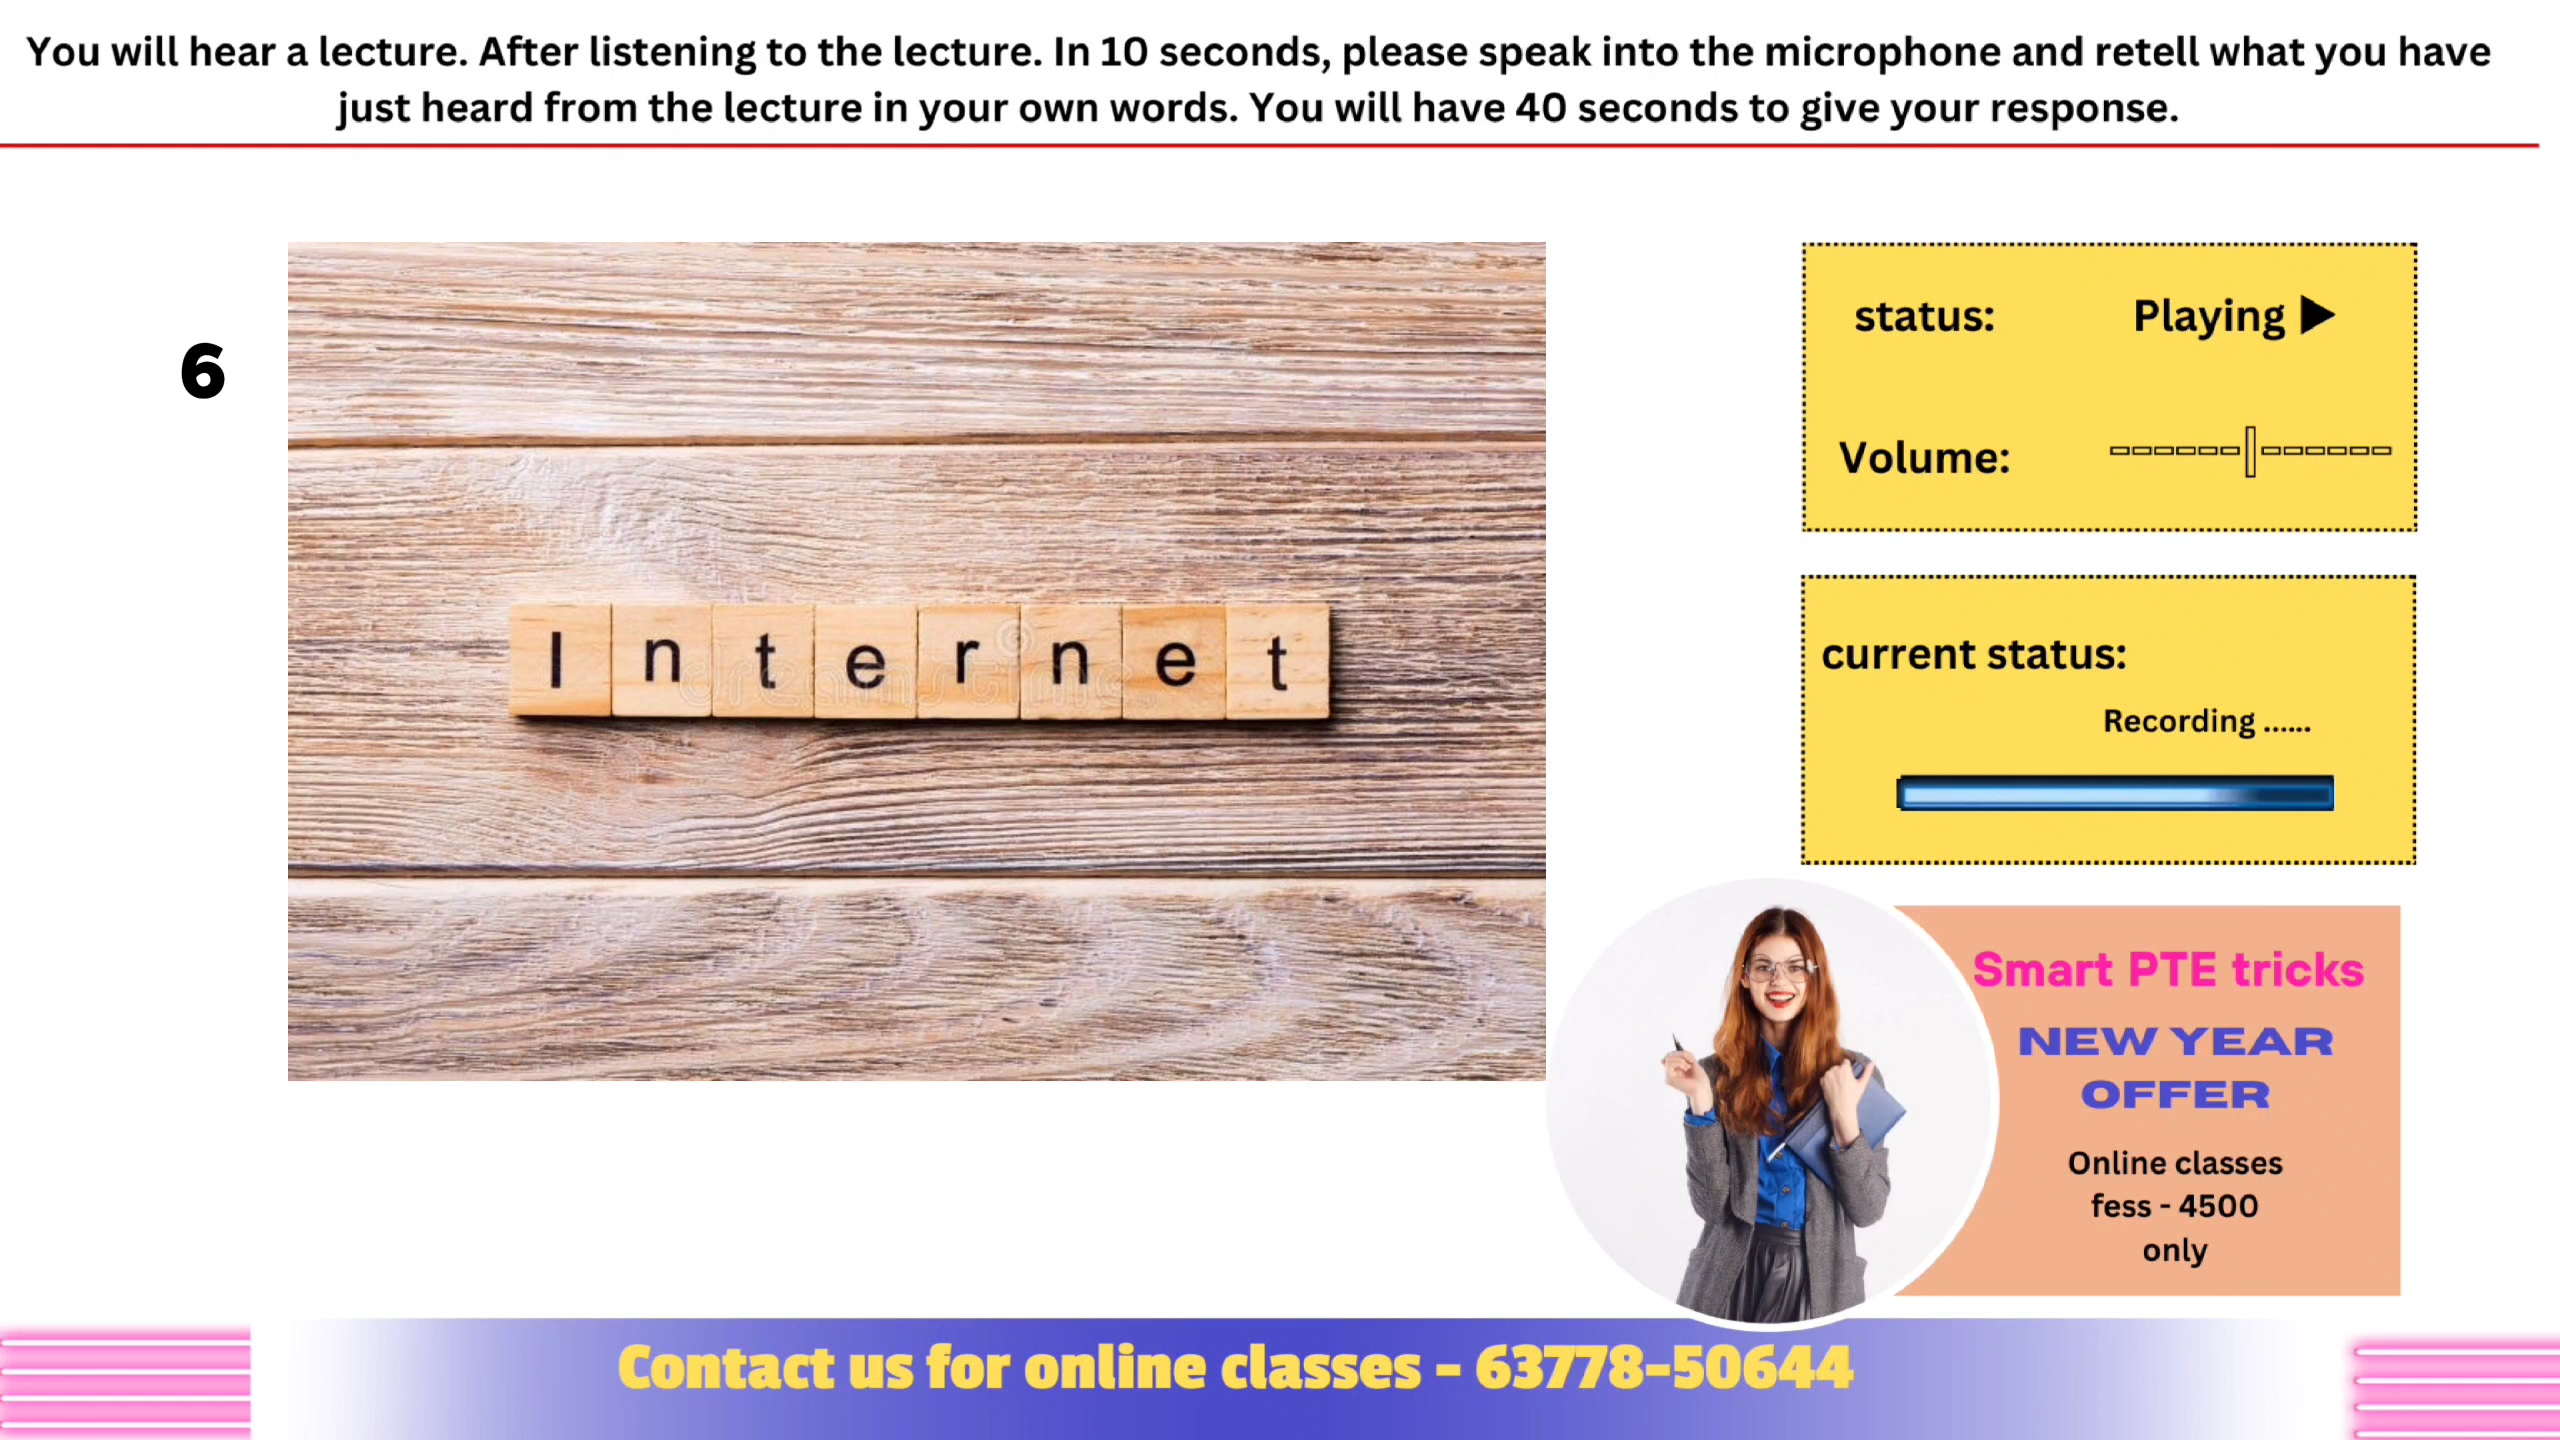 You will hear a lecture. After listening to the lecture. In 10 seconds, please speak into the microphone and retell what you have
just heard from the lecture in your own words. You will have 40 seconds to give your response.
6
Internet
dreamstime
status: Playing
Volume:
current status:
Recording ......
Smart PTE tricks
NEW YEAR
OFFER
Online classes
fess - 4500
only
Contact us for online classes - 63778-50644